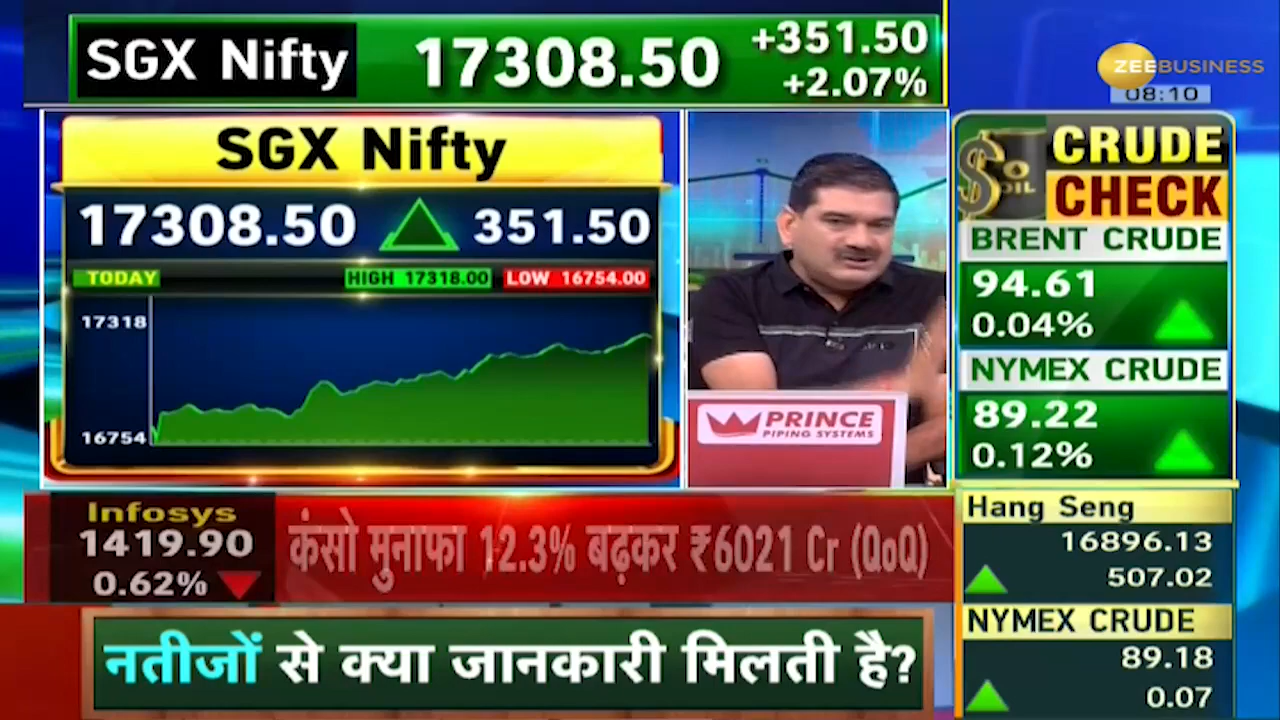 SGX Nifty
17308.50
+351.50
+2.07%
ZEEBUSINESS
08:10
SGX Nifty
17308.50
351.50
TODAY
HIGH 17318.00
LOW 16754.00
17318
16754
PRINCE
PIPING SYSTEMS
OIL
CRUDE
CHECK
BRENT CRUDE
94.61
0.04%
NYMEX CRUDE
89.22
0.12%
Hang Seng
16896.13
507.02
NYMEX CRUDE
89.18
0.07
Infosys
1419.90
0.62%
कंसो मुनाफा 12.3% बढ़कर ₹6021 Cr (QoQ)
नतीजों से क्या जानकारी मिलती है?